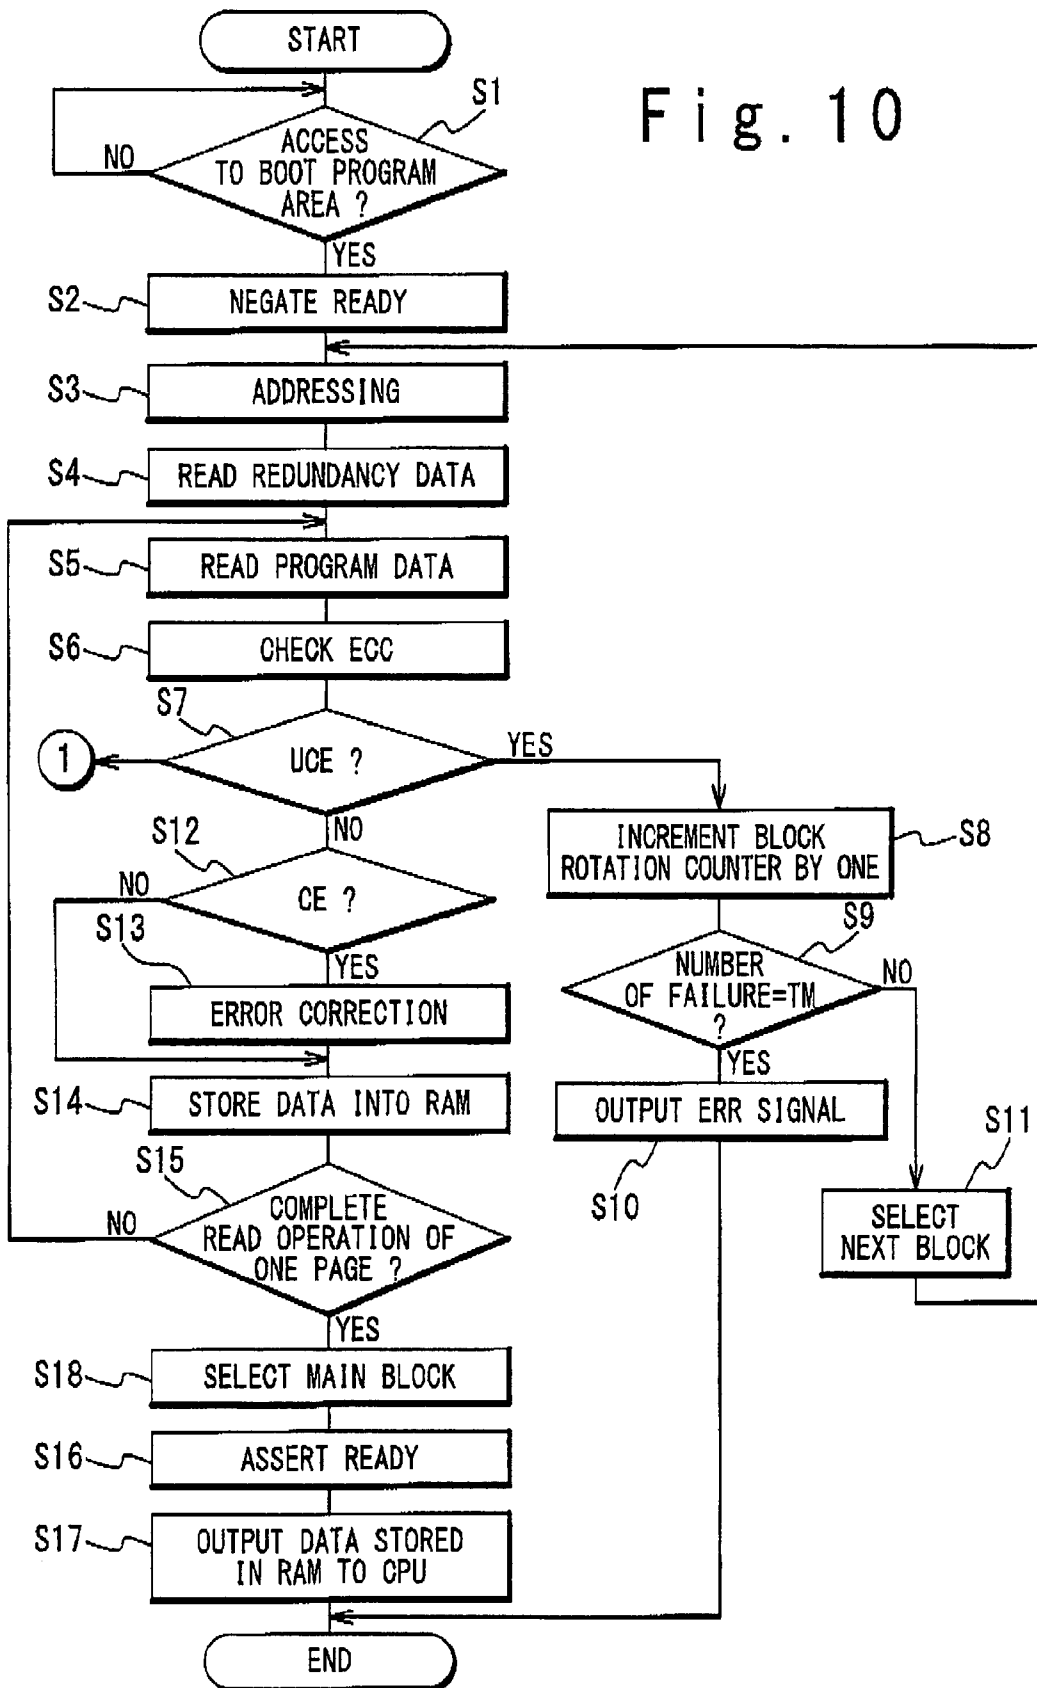 START
Fig. 10
S1
ACCESS
TO BOOT PROGRAM
AREA ?
NO
YES
S2
NEGATE READY
S3
ADDRESSING
S4
READ REDUNDANCY DATA
S5
READ PROGRAM DATA
S6
CHECK ECC
S7
1
UCE ?
YES
NO
S8
INCREMENT BLOCK
ROTATION COUNTER BY ONE
S12
NO
CE ?
S9
NUMBER
OF FAILURE=TM
?
NO
S13
YES
ERROR CORRECTION
YES
S14
STORE DATA INTO RAM
OUTPUT ERR SIGNAL
S10
S11
SELECT
NEXT BLOCK
S15
COMPLETE
READ OPERATION OF
ONE PAGE ?
NO
YES
S18
SELECT MAIN BLOCK
S16
ASSERT READY
S17
OUTPUT DATA STORED
IN RAM TO CPU
END